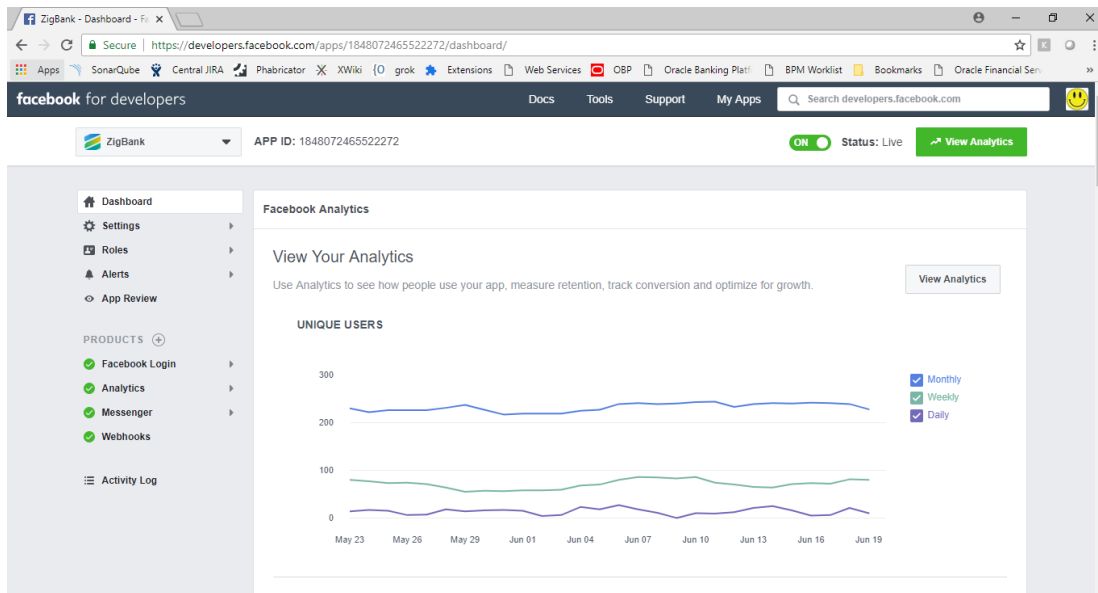 ZigBank - Dashboard - Fa
Secure https://developers.facebook.com/apps/1848072465522272/dashboard/
Apps SonarQube Central JIRA Phabricator XWiki {O grok Extensions Web Services OBP Oracle Banking Platf BPM Worklist Bookmarks Oracle Financial Serv »
facebook for developers Docs Tools Support My Apps Search developers.facebook.com
ZigBank APP ID: 1848072465522272 ON Status: Live View Analytics
Dashboard
Settings
Roles
Alerts
App Review
PRODUCTS
Facebook Login
Analytics
Messenger
Webhooks
Activity Log
Facebook Analytics
View Your Analytics
Use Analytics to see how people use your app, measure retention, track conversion and optimize for growth.
View Analytics
UNIQUE USERS
300
200
100
0
May 23 May 26 May 29 Jun 01 Jun 04 Jun 07 Jun 10 Jun 13 Jun 16 Jun 19
Monthly
Weekly
Daily